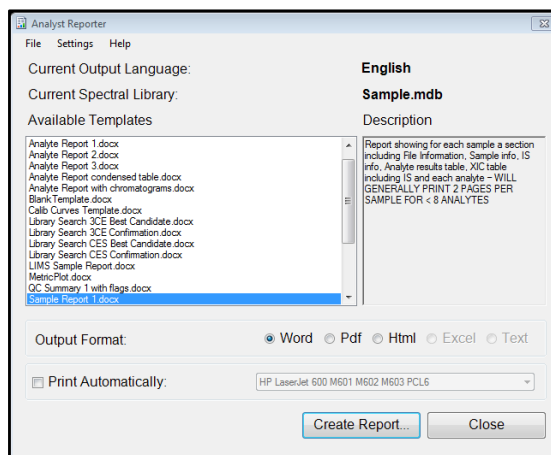 Analyst Reporter
File Settings Help
Current Output Language: English
Current Spectral Library: Sample.mdb
Available Templates Description
Analyte Report 1.docx
Analyte Report 2.docx
Analyte Report 3.docx
Analyte Report condensed table.docx
Analyte Report with chromatograms.docx
BlankTemplate.docx
Calib Curves Template.docx
Library Search 3CE Best Candidate.docx
Library Search 3CE Confirmation.docx
Library Search CES Best Candidate.docx
Library Search CES Confirmation.docx
LIMS Sample Report.docx
MetricPlot.docx
QC Summary 1 with flags.docx
Sample Report 1.docx
Report showing for each sample a section
including File Information, Sample info, IS
info, Analyte results table, XIC table
including IS and each analyte – WILL
GENERALLY PRINT 2 PAGES PER
SAMPLE FOR < 8 ANALYTES
Output Format: Word Pdf Html Excel Text
Print Automatically: HP LaserJet 600 M601 M602 M603 PCL6
Create Report... Close